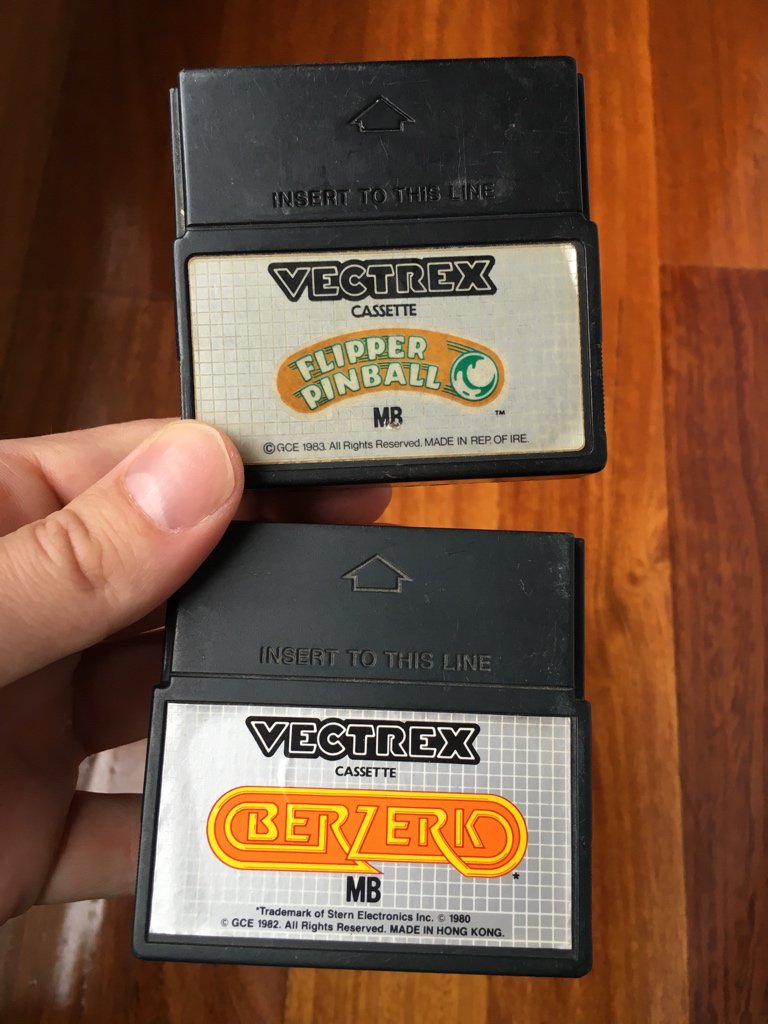 INSERT TO THIS LINE
VECTREX
CASSETTE
FLIPPER
PINBALL
MB ™
© GCE 1983. All Rights Reserved. MADE IN REP. OF IRE.
INSERT TO THIS LINE
VECTREX
CASSETTE
BERZERK*
MB
*Trademark of Stern Electronics Inc. © 1980
© GCE 1982. All Rights Reserved. MADE IN HONG KONG.